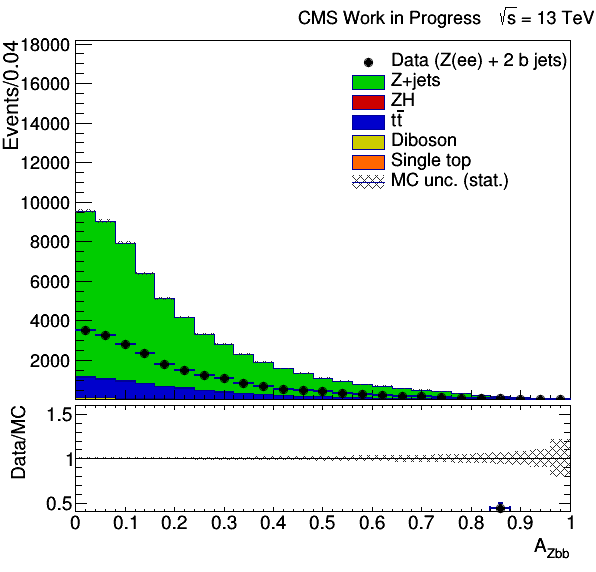 CMS Work in Progress √s = 13 TeV
Events/0.04
18000
16000
14000
12000
10000
8000
6000
4000
2000
Data (Z(ee) + 2 b jets)
Z+jets
ZH
tt̄
Diboson
Single top
MC unc. (stat.)
Data/MC
1.5
1
0.5
0 0.1 0.2 0.3 0.4 0.5 0.6 0.7 0.8 0.9 1
A_Zbb